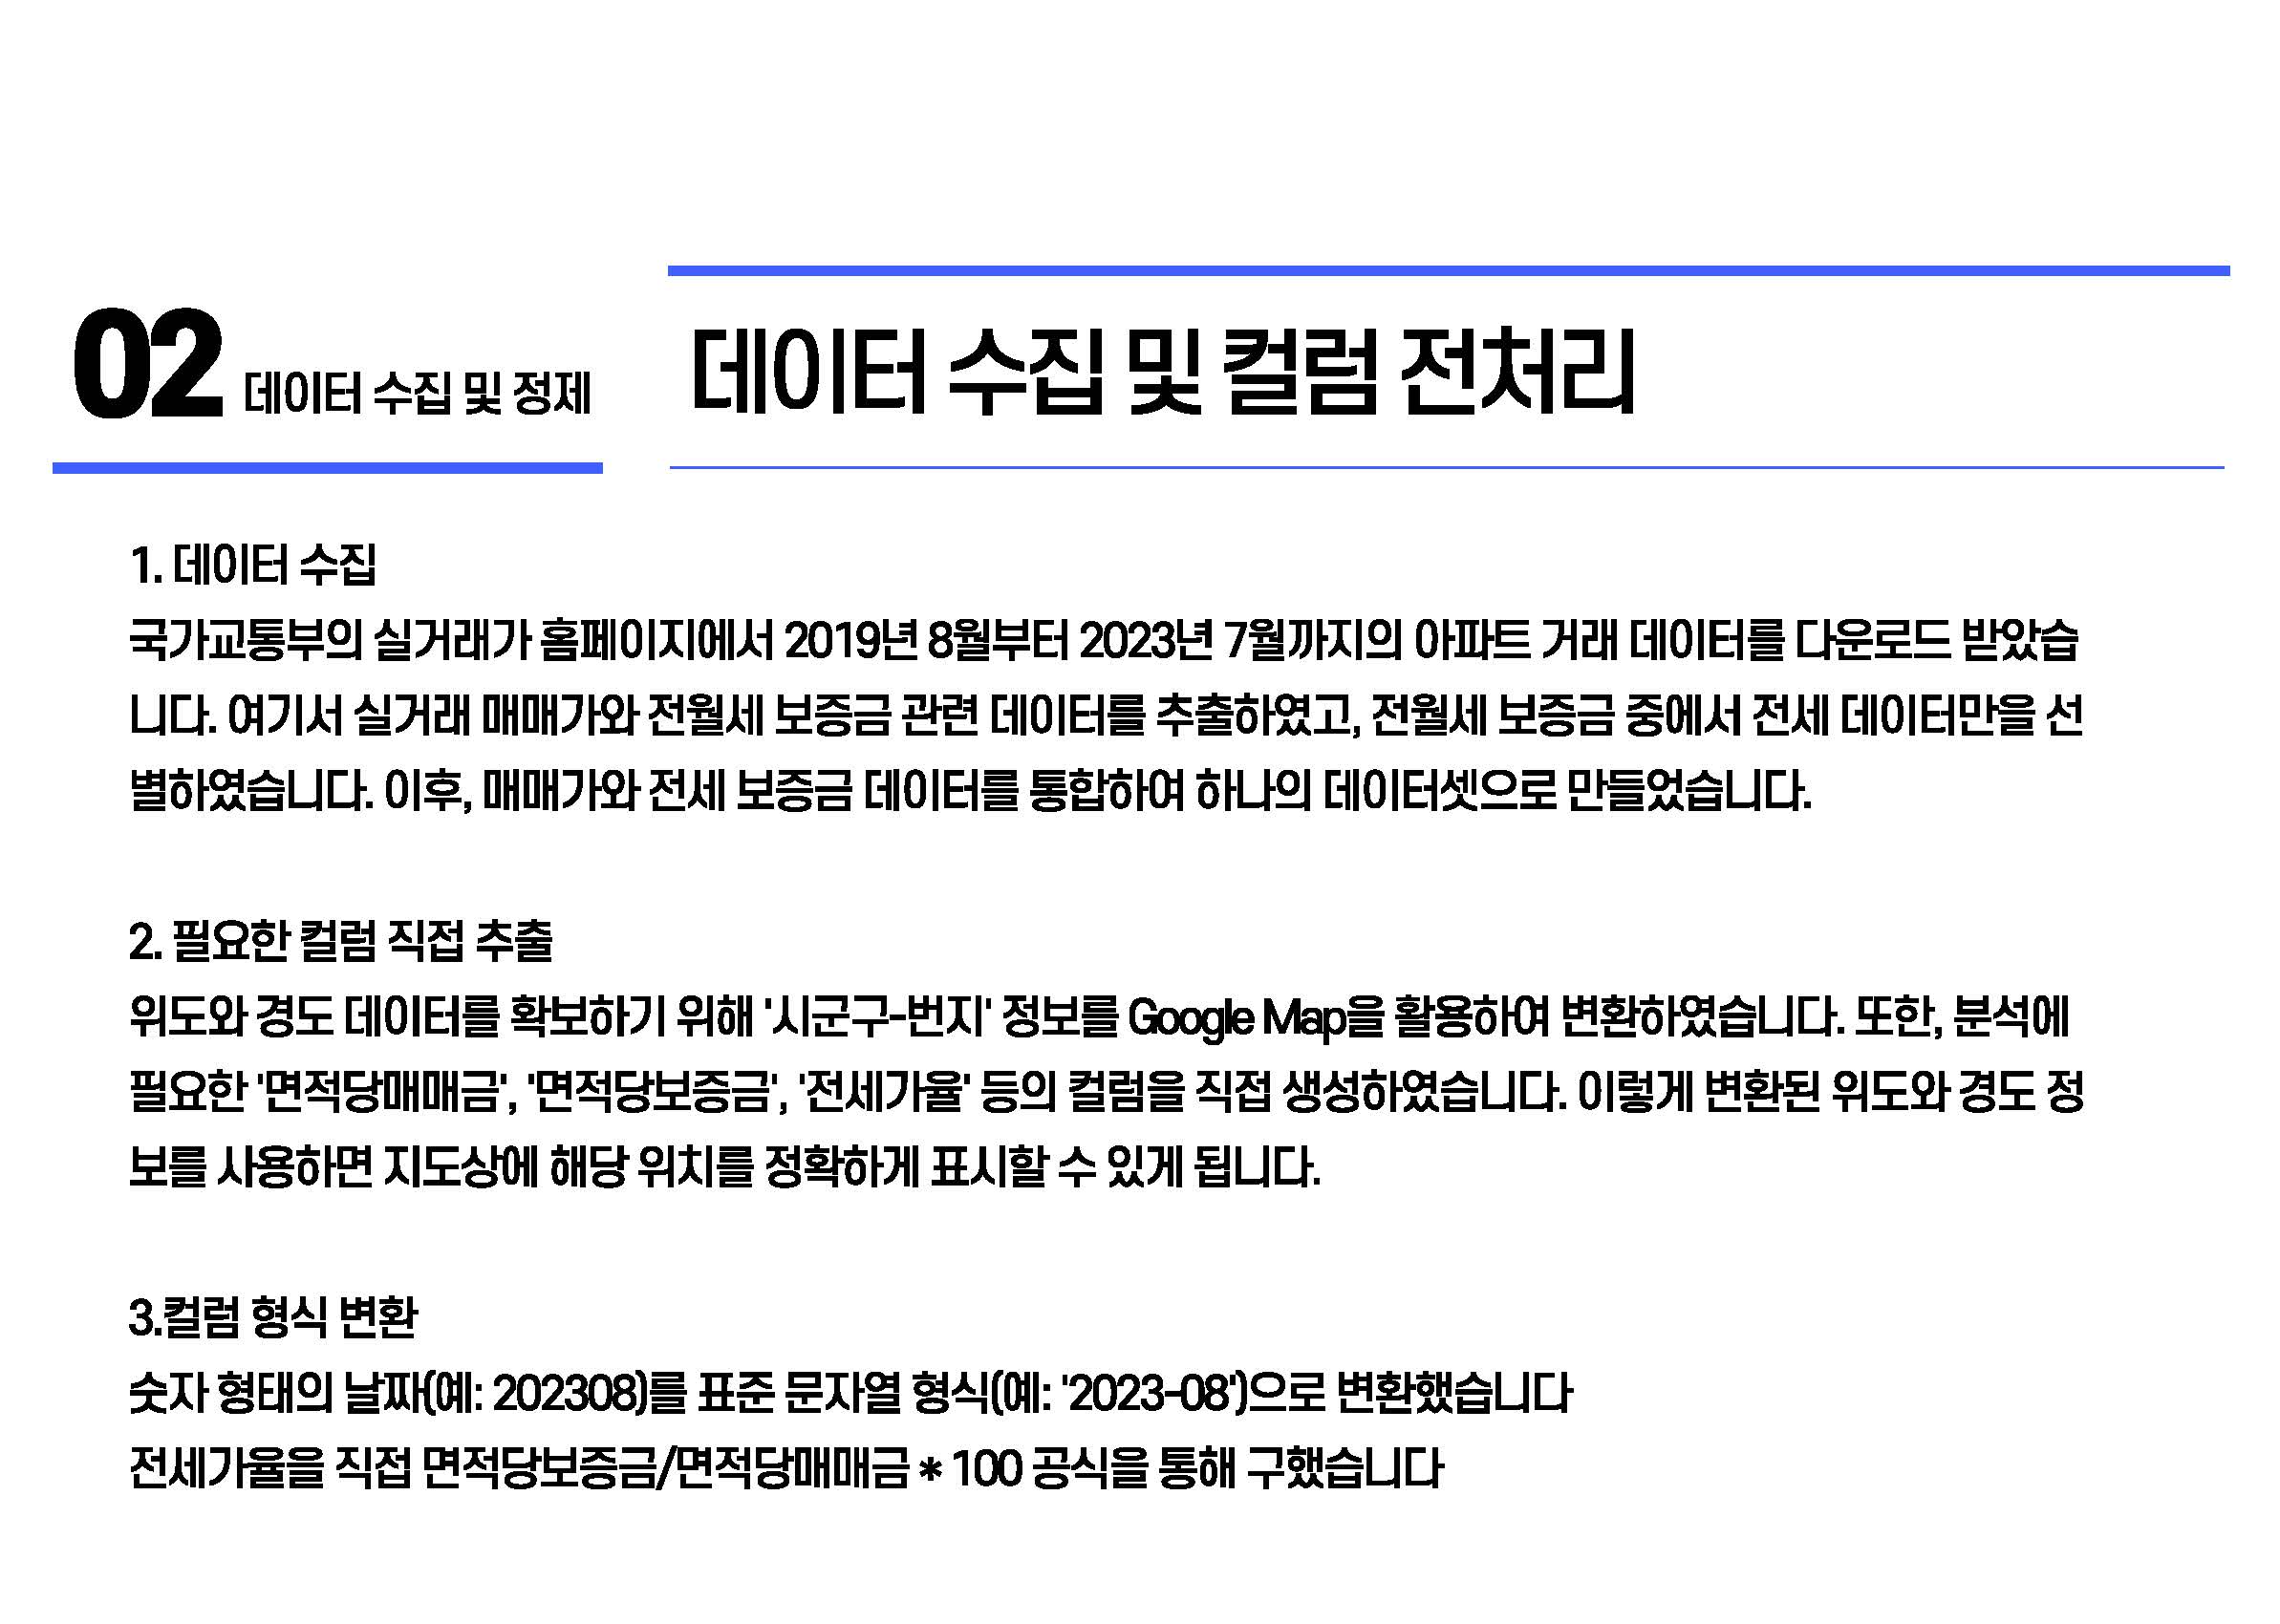 02 데이터 수집 및 정제
데이터 수집 및 컬럼 전처리
1. 데이터 수집
국가교통부의 실거래가 홈페이지에서 2019년 8월부터 2023년 7월까지의 아파트 거래 데이터를 다운로드 받았습
니다. 여기서 실거래 매매가와 전월세 보증금 관련 데이터를 추출하였고, 전월세 보증금 중에서 전세 데이터만을 선
별하였습니다. 이후, 매매가와 전세 보증금 데이터를 통합하여 하나의 데이터셋으로 만들었습니다.
2. 필요한 컬럼 직접 추출
위도와 경도 데이터를 확보하기 위해 '시군구-번지' 정보를 Google Map을 활용하여 변환하였습니다. 또한, 분석에
필요한 '면적당매매금', '면적당보증금', '전세가율' 등의 컬럼을 직접 생성하였습니다. 이렇게 변환된 위도와 경도 정
보를 사용하면 지도상에 해당 위치를 정확하게 표시할 수 있게 됩니다.
3.컬럼 형식 변환
숫자 형태의 날짜(예: 202308)를 표준 문자열 형식(예: '2023-08')으로 변환했습니다
전세가율을 직접 면적당보증금/면적당매매금 * 100 공식을 통해 구했습니다